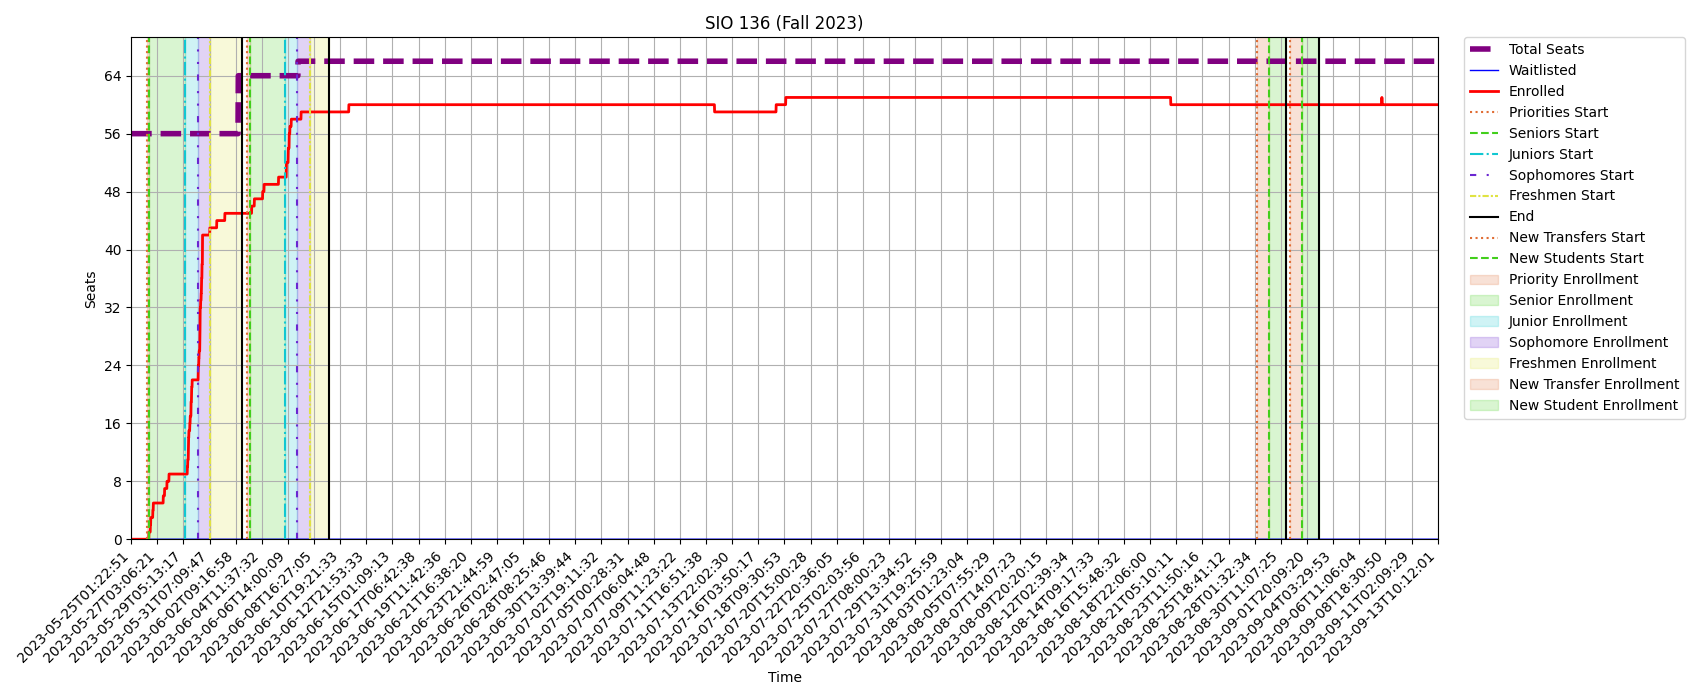 SIO 136 (Fall 2023)
Total Seats
Waitlisted
Enrolled
Priorities Start
Seniors Start
Juniors Start
Sophomores Start
Freshmen Start
End
New Transfers Start
New Students Start
Priority Enrollment
Senior Enrollment
Junior Enrollment
Sophomore Enrollment
Freshmen Enrollment
New Transfer Enrollment
New Student Enrollment
Seats
64
56
48
40
32
24
16
8
0
2023-05-25T01:22:51
2023-05-27T03:06:21
2023-05-29T05:13:17
2023-05-31T07:09:47
2023-06-02T09:16:58
2023-06-04T11:37:32
2023-06-06T14:00:09
2023-06-08T16:27:05
2023-06-10T19:21:33
2023-06-12T21:53:33
2023-06-15T01:09:13
2023-06-17T06:42:38
2023-06-19T11:42:36
2023-06-21T16:38:20
2023-06-23T21:44:59
2023-06-26T02:47:05
2023-06-28T08:25:46
2023-06-30T13:39:44
2023-07-02T19:11:32
2023-07-05T00:28:31
2023-07-07T06:04:48
2023-07-09T11:23:22
2023-07-11T16:51:38
2023-07-13T22:02:30
2023-07-16T03:50:17
2023-07-18T09:30:53
2023-07-20T15:00:28
2023-07-22T20:36:05
2023-07-25T02:03:56
2023-07-27T08:00:23
2023-07-29T13:34:52
2023-07-31T19:25:59
2023-08-03T01:23:04
2023-08-05T07:55:29
2023-08-07T14:07:23
2023-08-09T20:20:15
2023-08-12T02:39:34
2023-08-14T09:17:33
2023-08-16T15:48:32
2023-08-18T22:06:00
2023-08-21T05:10:11
2023-08-23T11:50:16
2023-08-25T18:41:12
2023-08-28T01:32:34
2023-08-30T11:07:25
2023-09-01T20:09:20
2023-09-04T03:29:53
2023-09-06T11:06:04
2023-09-08T18:30:50
2023-09-11T02:09:29
2023-09-13T10:12:01
Time